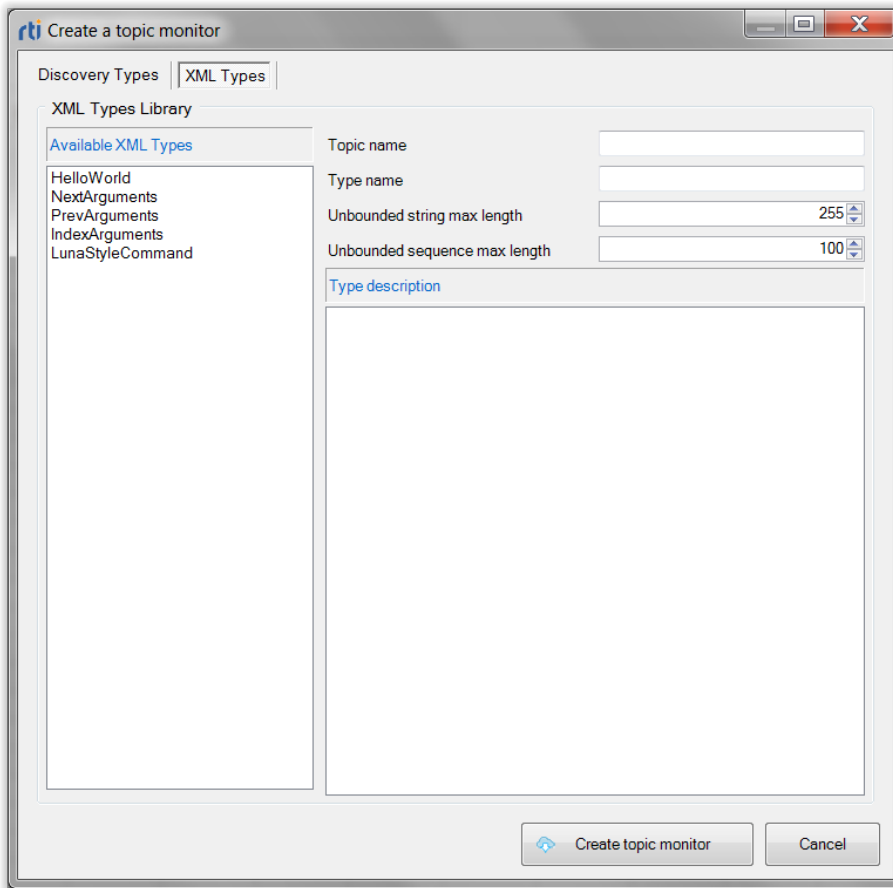 rti Create a topic monitor
Discovery Types XML Types
XML Types Library
Available XML Types
HelloWorld
NextArguments
PrevArguments
IndexArguments
LunaStyleCommand
Topic name
Type name
Unbounded string max length 255
Unbounded sequence max length 100
Type description
Create topic monitor Cancel